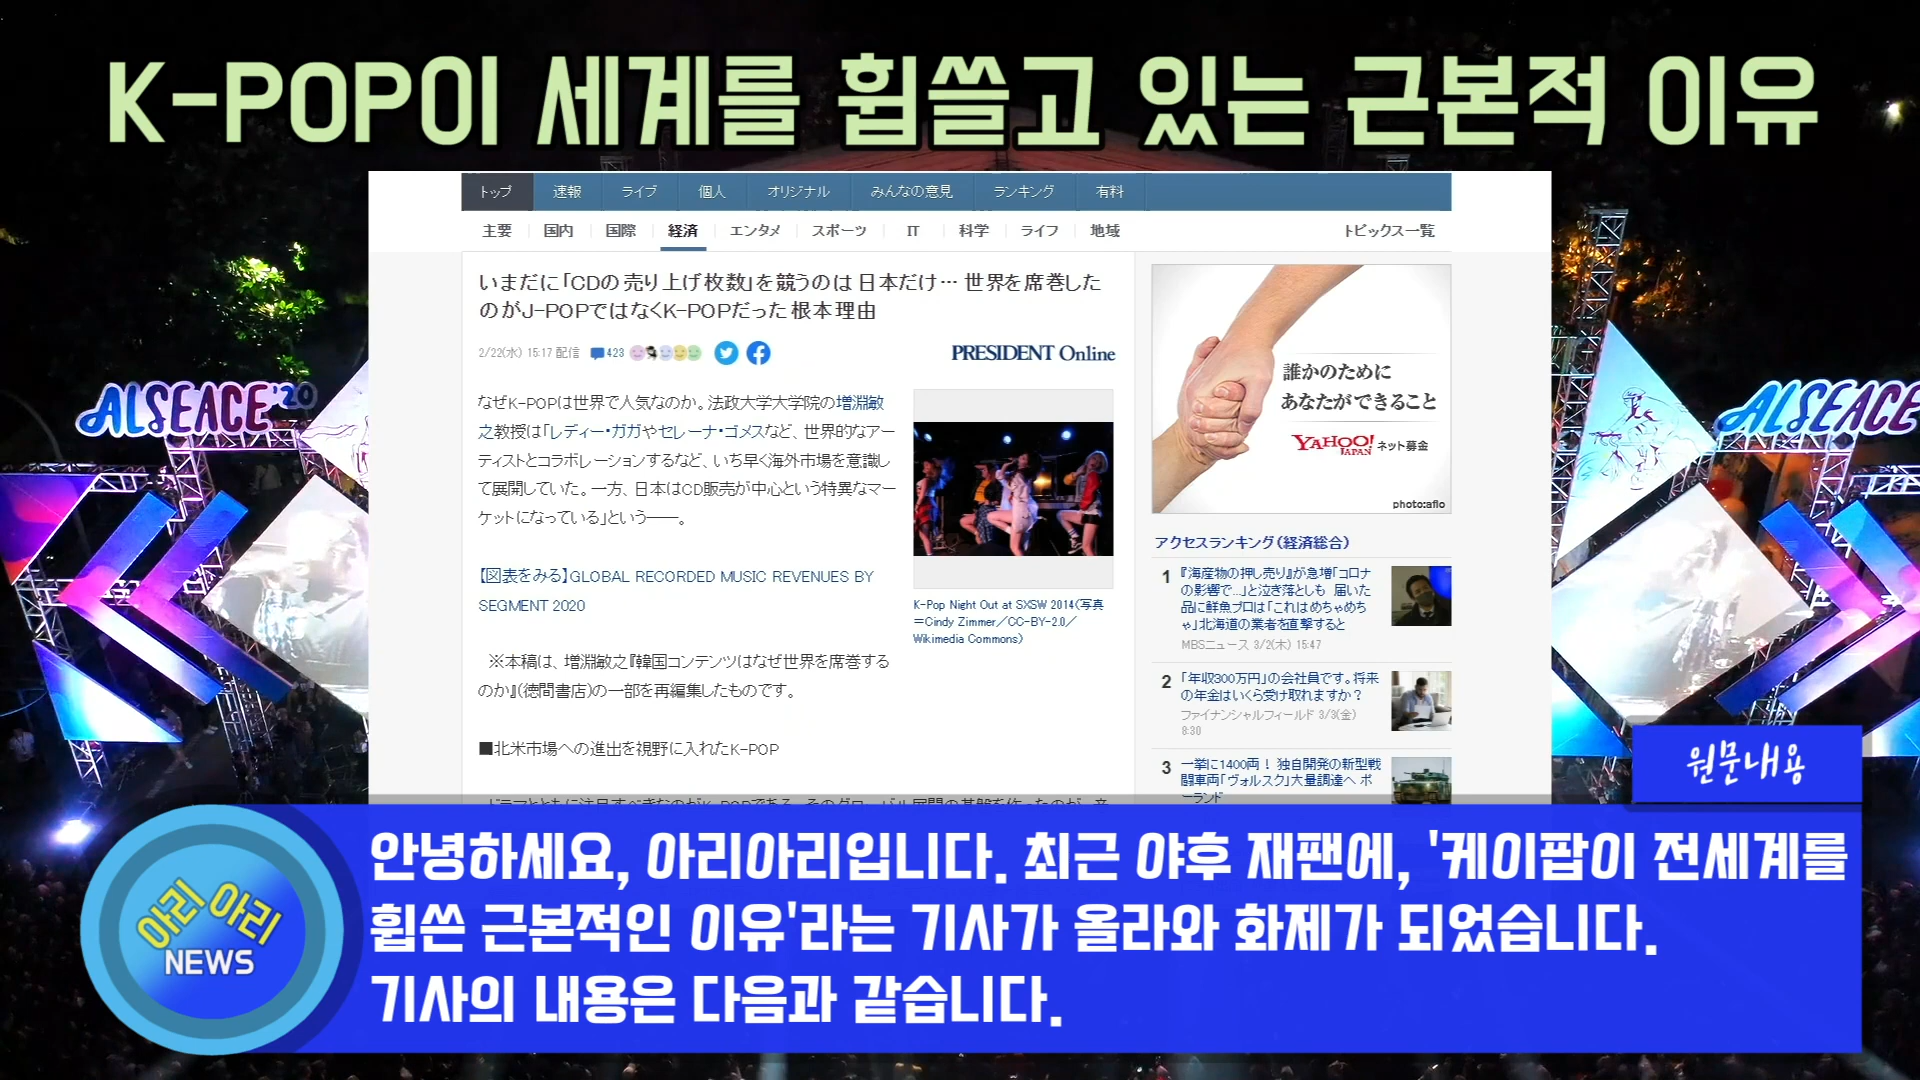 K-POP이 세계를 휩쓸고 있는 근본적 이유
トップ 速報 ライブ 個人 オリジナル みんなの意見 ランキング 有料
主要 国内 国際 経済 エンタメ スポーツ IT 科学 ライフ 地域 トピックス一覧
いまだに「CDの売り上げ枚数」を競うのは日本だけ… 世界を席巻した
のがJ-POPではなくK-POPだった根本理由
2/22(水) 15:17 配信 423
PRESIDENT Online
なぜK-POPは世界で人気なのか。法政大学大学院の増淵敏
之教授は「レディー・ガガやセレーナ・ゴメスなど、世界的なアー
ティストとコラボレーションするなど、いち早く海外市場を意識し
て展開していた。一方、日本はCD販売が中心という特異なマー
ケットになっている」という――。
【図表をみる】GLOBAL RECORDED MUSIC REVENUES BY
SEGMENT 2020
※本稿は、増淵敏之『韓国コンテンツはなぜ世界を席巻する
のか』(徳間書店)の一部を再編集したものです。
■北米市場への進出を視野に入れたK-POP
K-Pop Night Out at SXSW 2014(写真
=Cindy Zimmer/CC-BY-2.0/
Wikimedia Commons)
誰かのために
あなたができること
YAHOO! JAPAN ネット募金
photo:aflo
アクセスランキング(経済総合)
1 『海産物の押し売り』が急増「コロナ
の影響で…」と泣き落としも 届いた
品に鮮魚プロは「これはめちゃめち
ゃ」北海道の業者を直撃すると
MBSニュース 3/2(木) 15:47
2 「年収300万円」の会社員です。将来
の年金はいくら受け取れますか?
ファイナンシャルフィールド 3/3(金)
8:30
3 一挙に1400両! 独自開発の新型戦
闘車両「ヴォルスク」大量調達へ ポ
ーランド
ALSEACE'20
ALSEACE
원문내용
아리 아리
NEWS
안녕하세요, 아리아리입니다. 최근 야후 재팬에, '케이팝이 전세계를
휩쓴 근본적인 이유'라는 기사가 올라와 화제가 되었습니다.
기사의 내용은 다음과 같습니다.